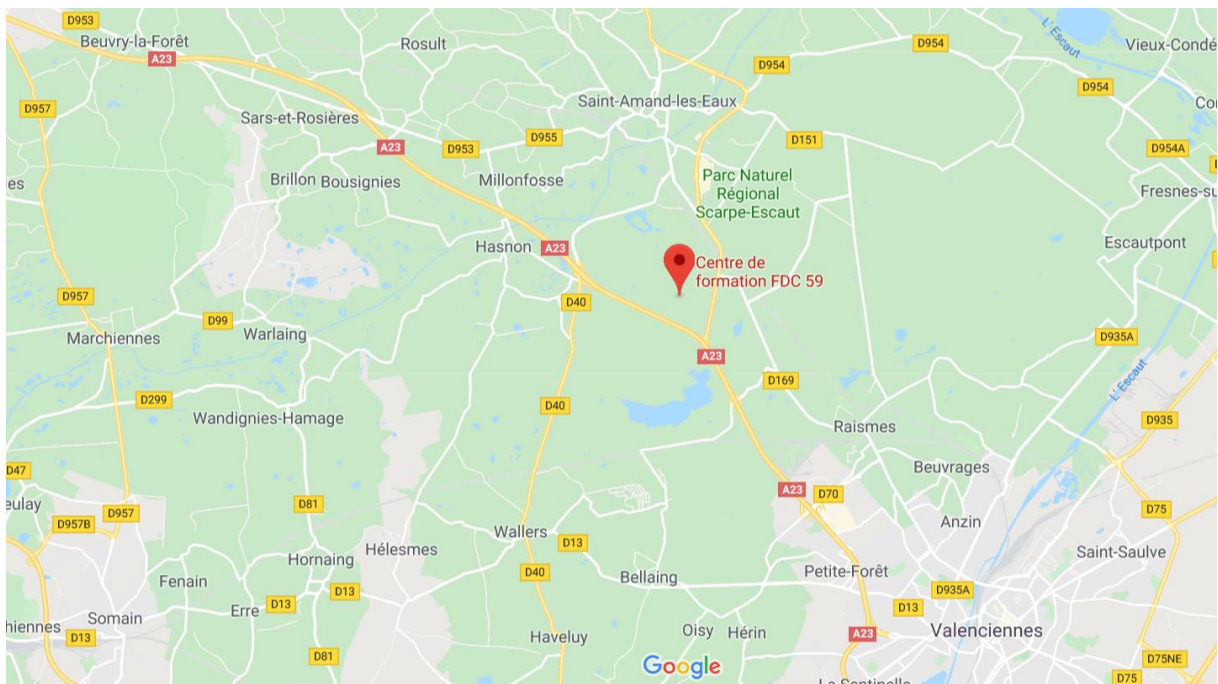 D953
Beuvry-la-Forêt
A23
Rosult
D954
L'Escaut
Vieux-Condé
D957
Saint-Amand-les-Eaux
D954
D954
Sars-et-Rosières
A23
D953
D955
D151
D954A
Brillon
Bousignies
Millonfosse
Parc Naturel
Régional
Scarpe-Escaut
Hasnon
A23
Escautpont
Centre de
formation FDC 59
D957
D40
D99
Marchiennes
Warlaing
D935A
A23
D169
L'Escaut
D299
D40
Wandignies-Hamage
Raismes
D935
D47
Beuvrages
A23
D70
D81
D957
D957B
D75
Anzin
Wallers
D13
Hélesmes
Saint-Saulve
Hornaing
D40
Bellaing
Petite-Forêt
Fenain
D13
D935A
Erre
D13
D13
Somain
D13
Haveluy
Oisy
Hérin
A23
Valenciennes
D81
Google
D75NE
D75